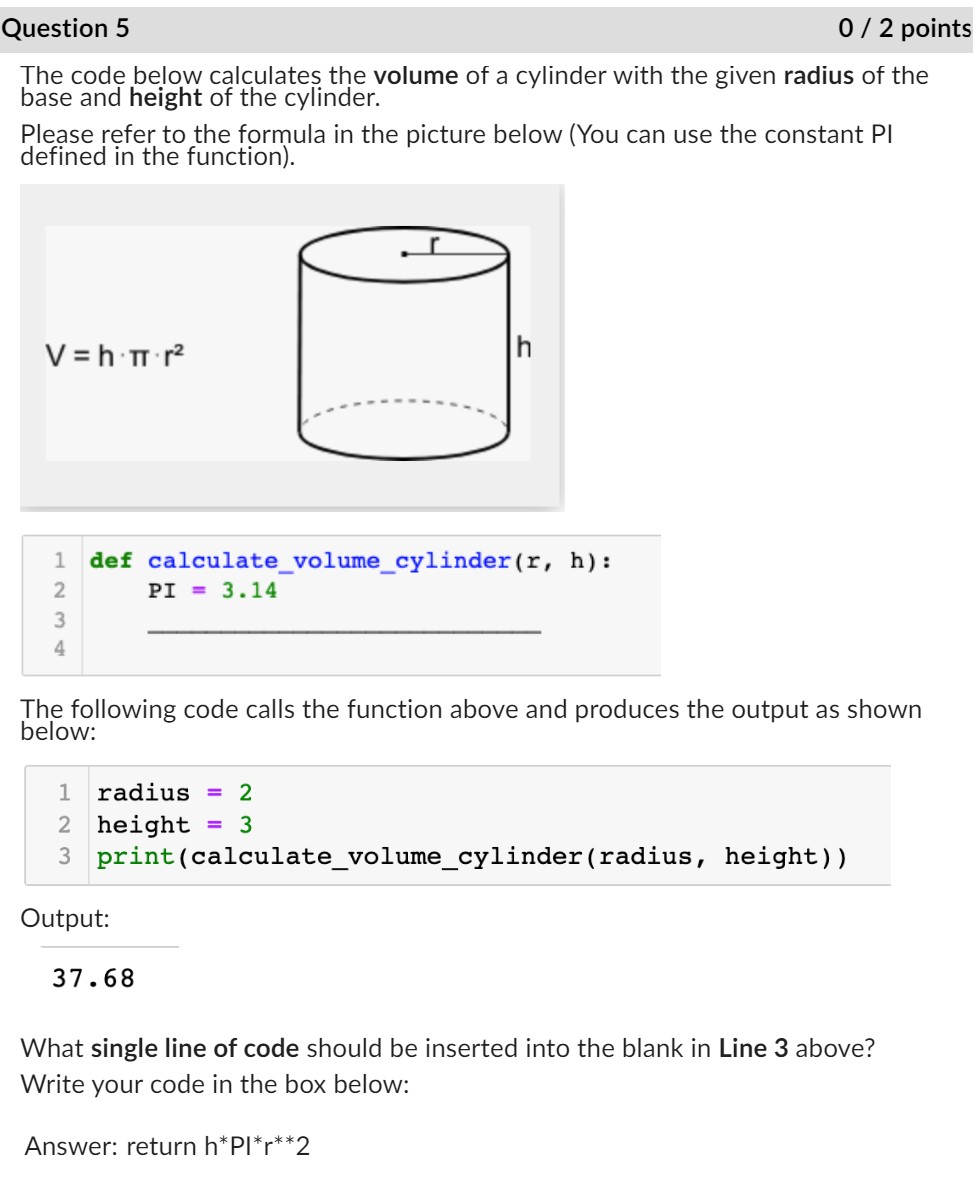 Question 5 0 / 2 points
The code below calculates the volume of a cylinder with the given radius of the
base and height of the cylinder.
Please refer to the formula in the picture below (You can use the constant PI
defined in the function).
r
V = h·π·r²
h
1 def calculate_volume_cylinder(r, h):
2 PI = 3.14
3 ____________________________
4
The following code calls the function above and produces the output as shown
below:
1 radius = 2
2 height = 3
3 print(calculate_volume_cylinder(radius, height))
Output:
37.68
What single line of code should be inserted into the blank in Line 3 above?
Write your code in the box below:
Answer: return h*PI*r**2